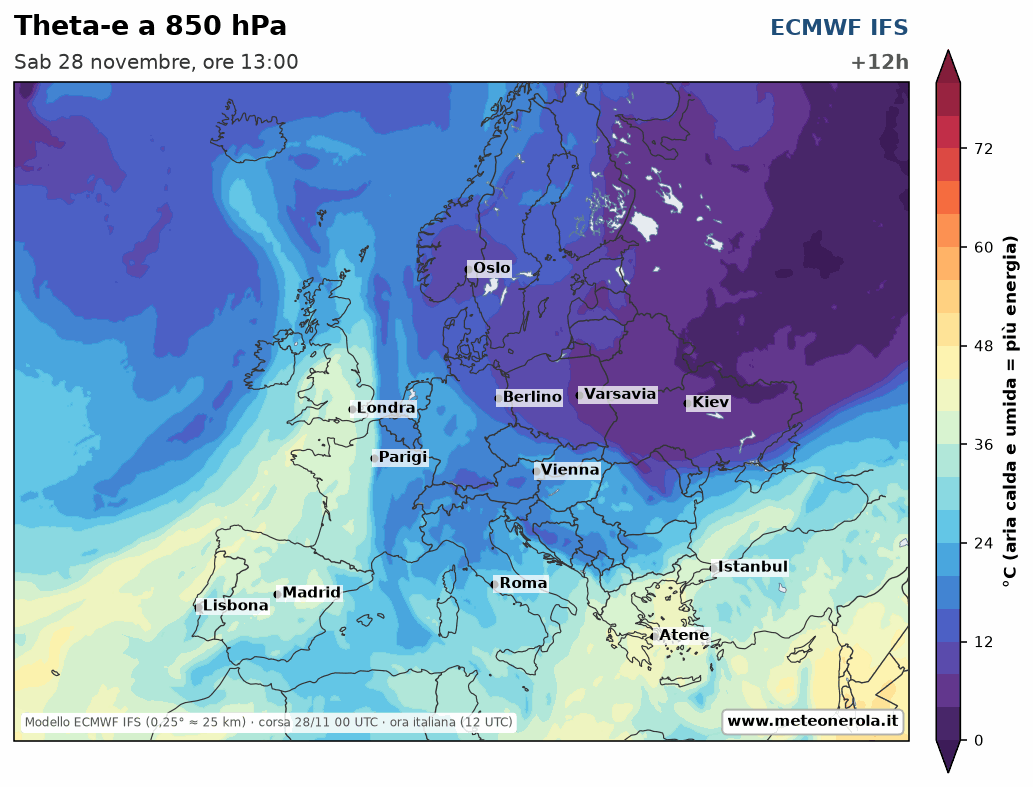 Theta-e a 850 hPa
ECMWF IFS
Sab 28 novembre, ore 13:00
+12h
Oslo
Londra
Berlino
Varsavia
Kiev
Parigi
Vienna
Istanbul
Roma
Madrid
Lisbona
Atene
72
60
48
36
24
12
0
°C (aria calda e umida = più energia)
Modello ECMWF IFS (0,25° ≈ 25 km) · corsa 28/11 00 UTC · ora italiana (12 UTC)
www.meteonerola.it